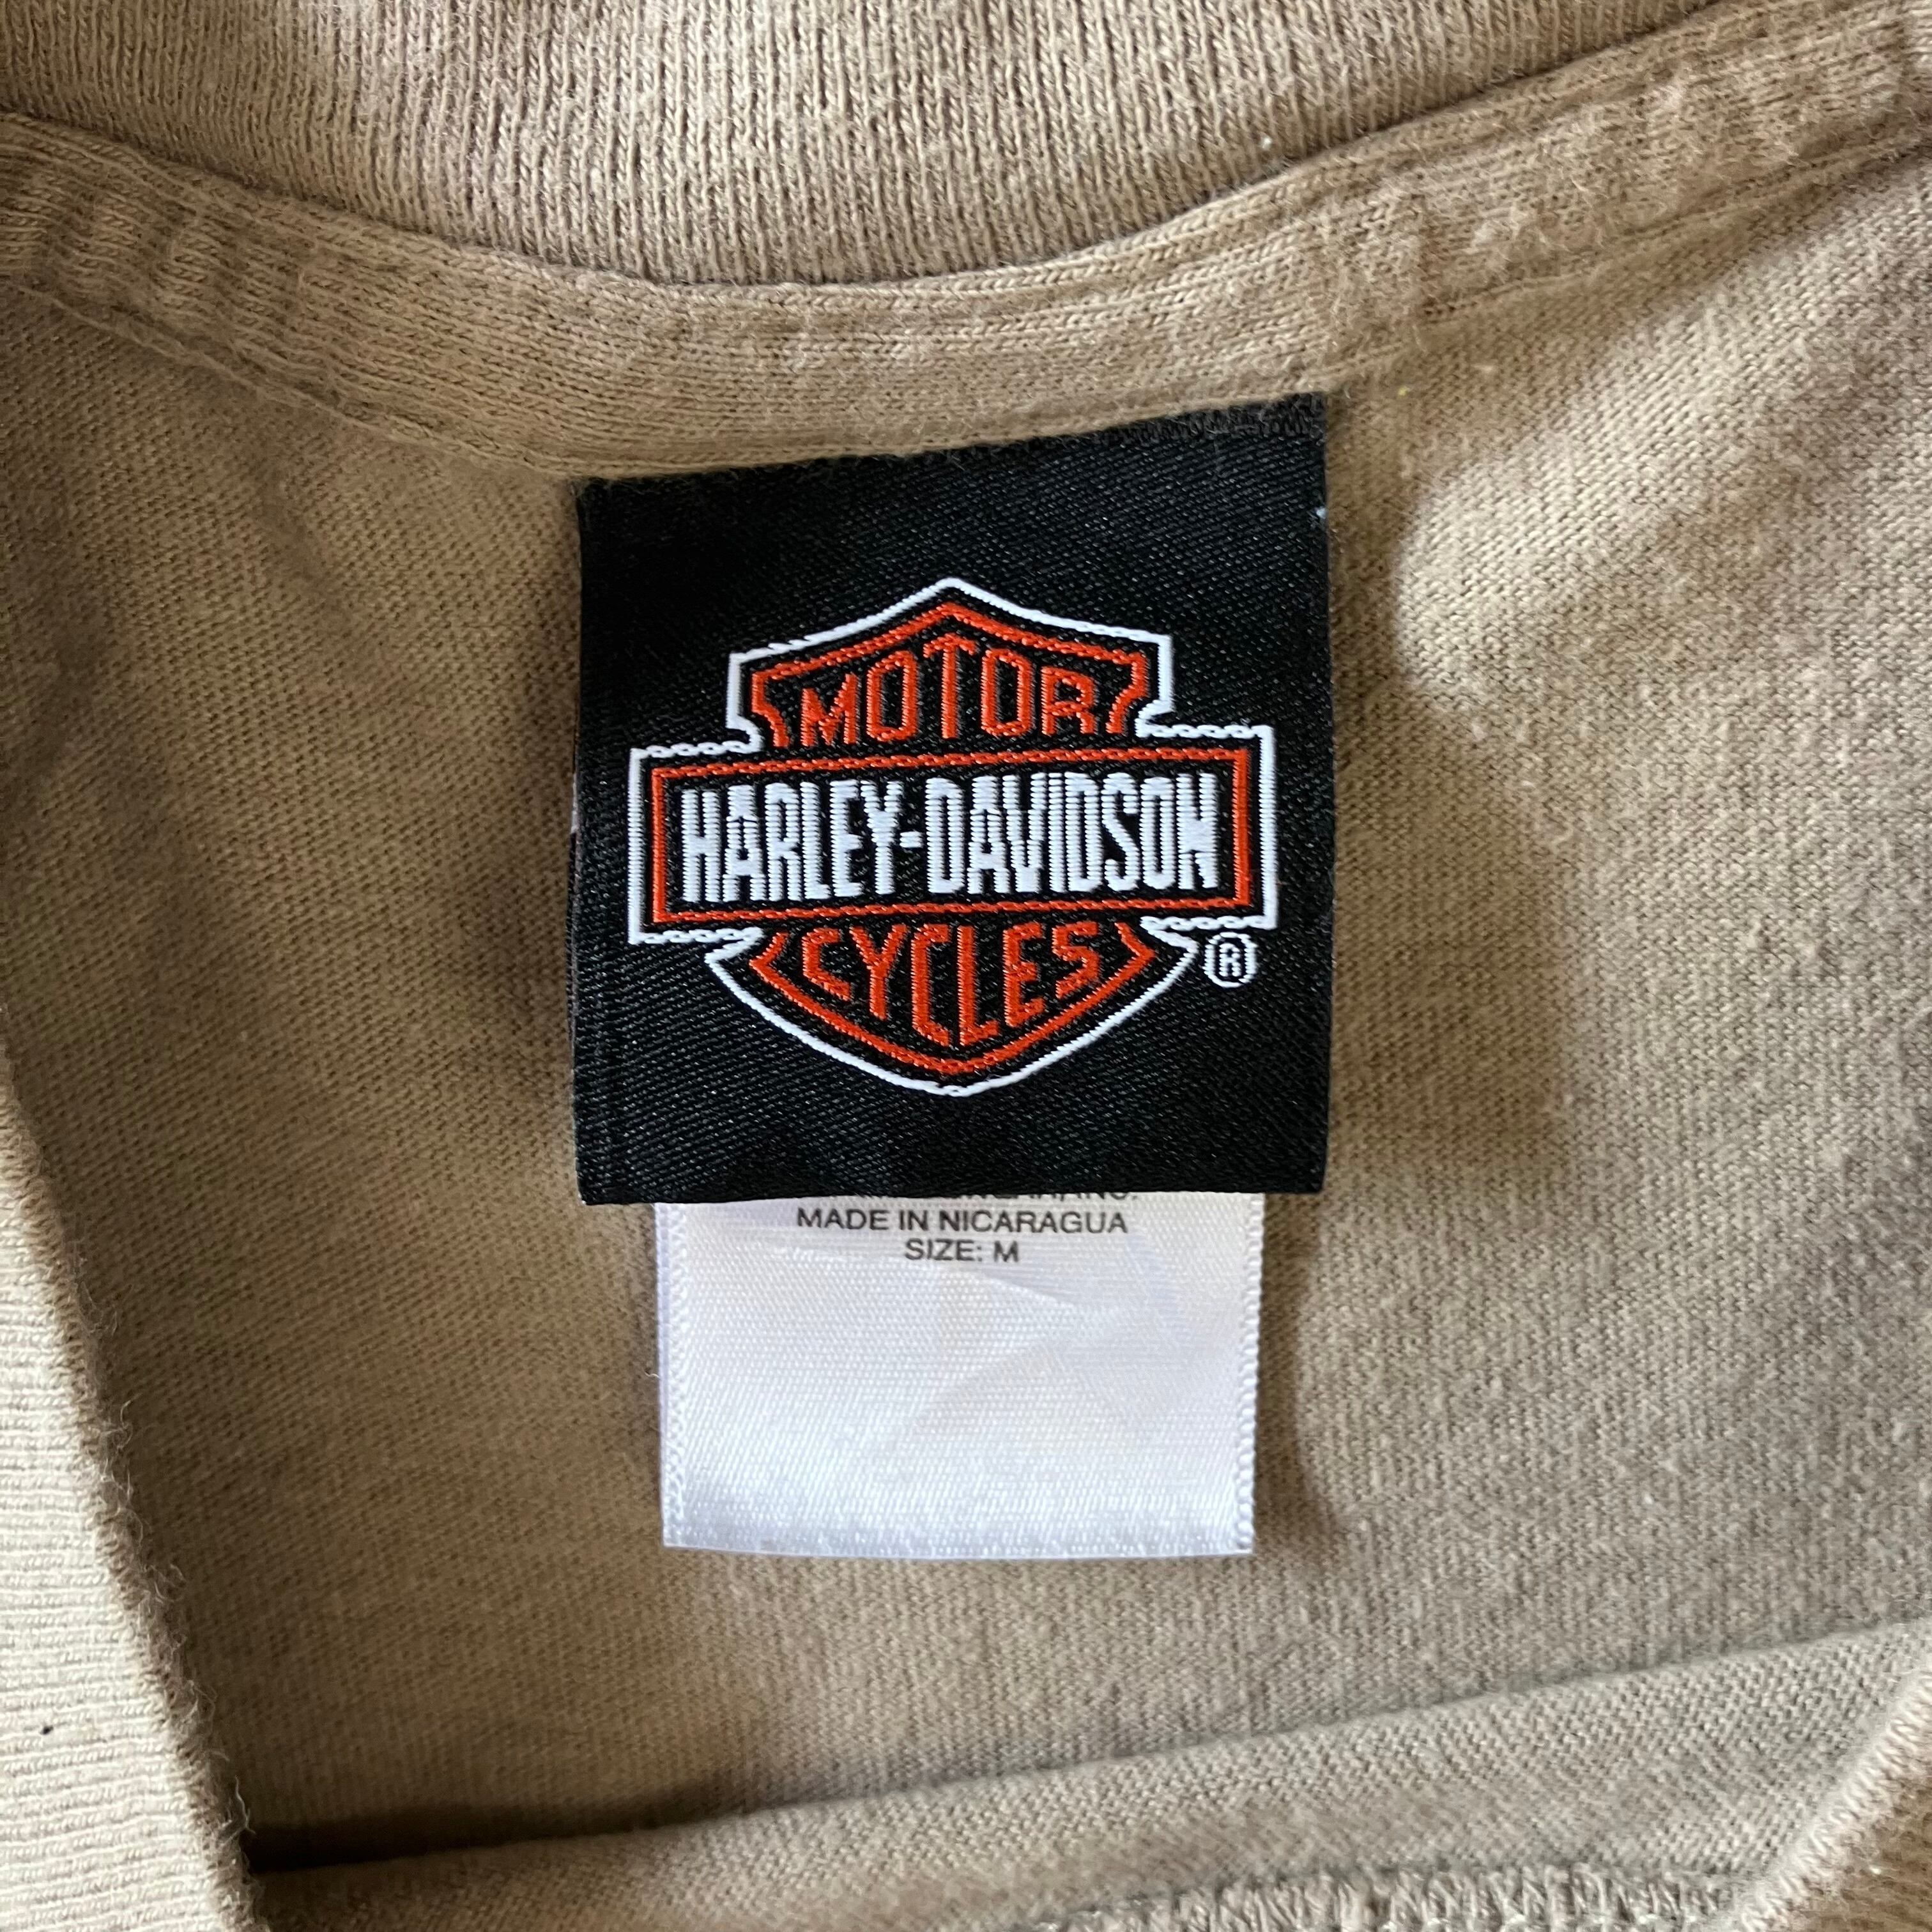 MOTOR
HARLEY-DAVIDSON
CYCLES
®
MADE IN NICARAGUA
SIZE: M